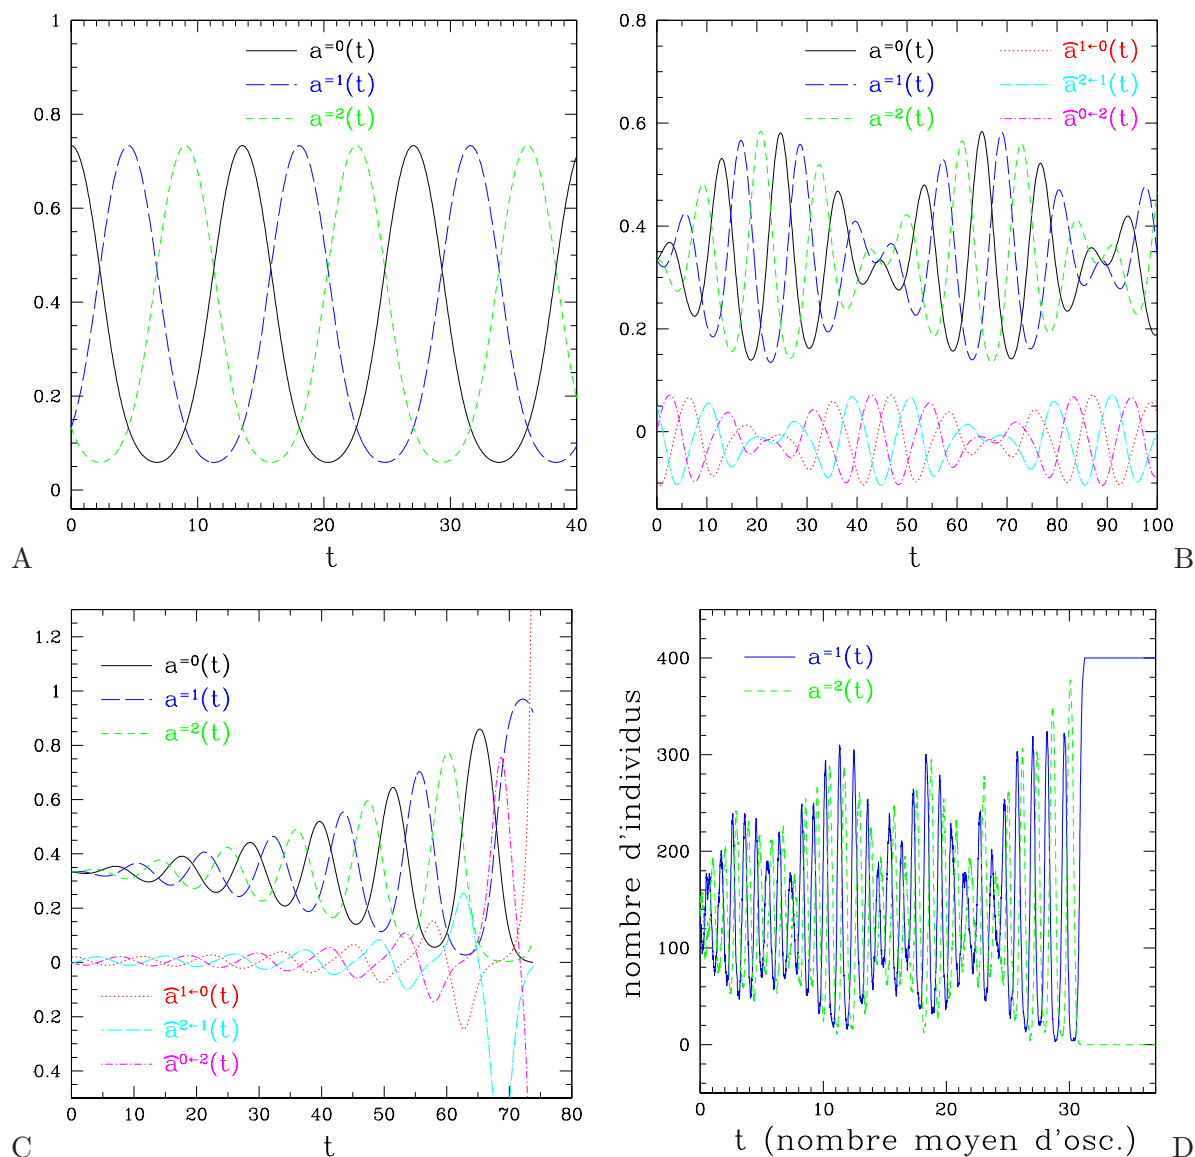 1
0.8
0.6
0.4
0.2
0
a=0(t)
a=1(t)
a=2(t)
0 10 20 30 40
t
A
0.8
0.6
0.4
0.2
0
a=0(t)
a=1(t)
a=2(t)
a͡1←0(t)
a͡2←1(t)
a͡0←2(t)
0 10 20 30 40 50 60 70 80 90 100
t
B
1.2
1
0.8
0.6
0.4
0.2
0
0.2
0.4
a=0(t)
a=1(t)
a=2(t)
a͡1←0(t)
a͡2←1(t)
a͡0←2(t)
0 10 20 30 40 50 60 70 80
t
C
nombre d'individus
400
300
200
100
0
a=1(t)
a=2(t)
0 10 20 30
t (nombre moyen d'osc.)
D